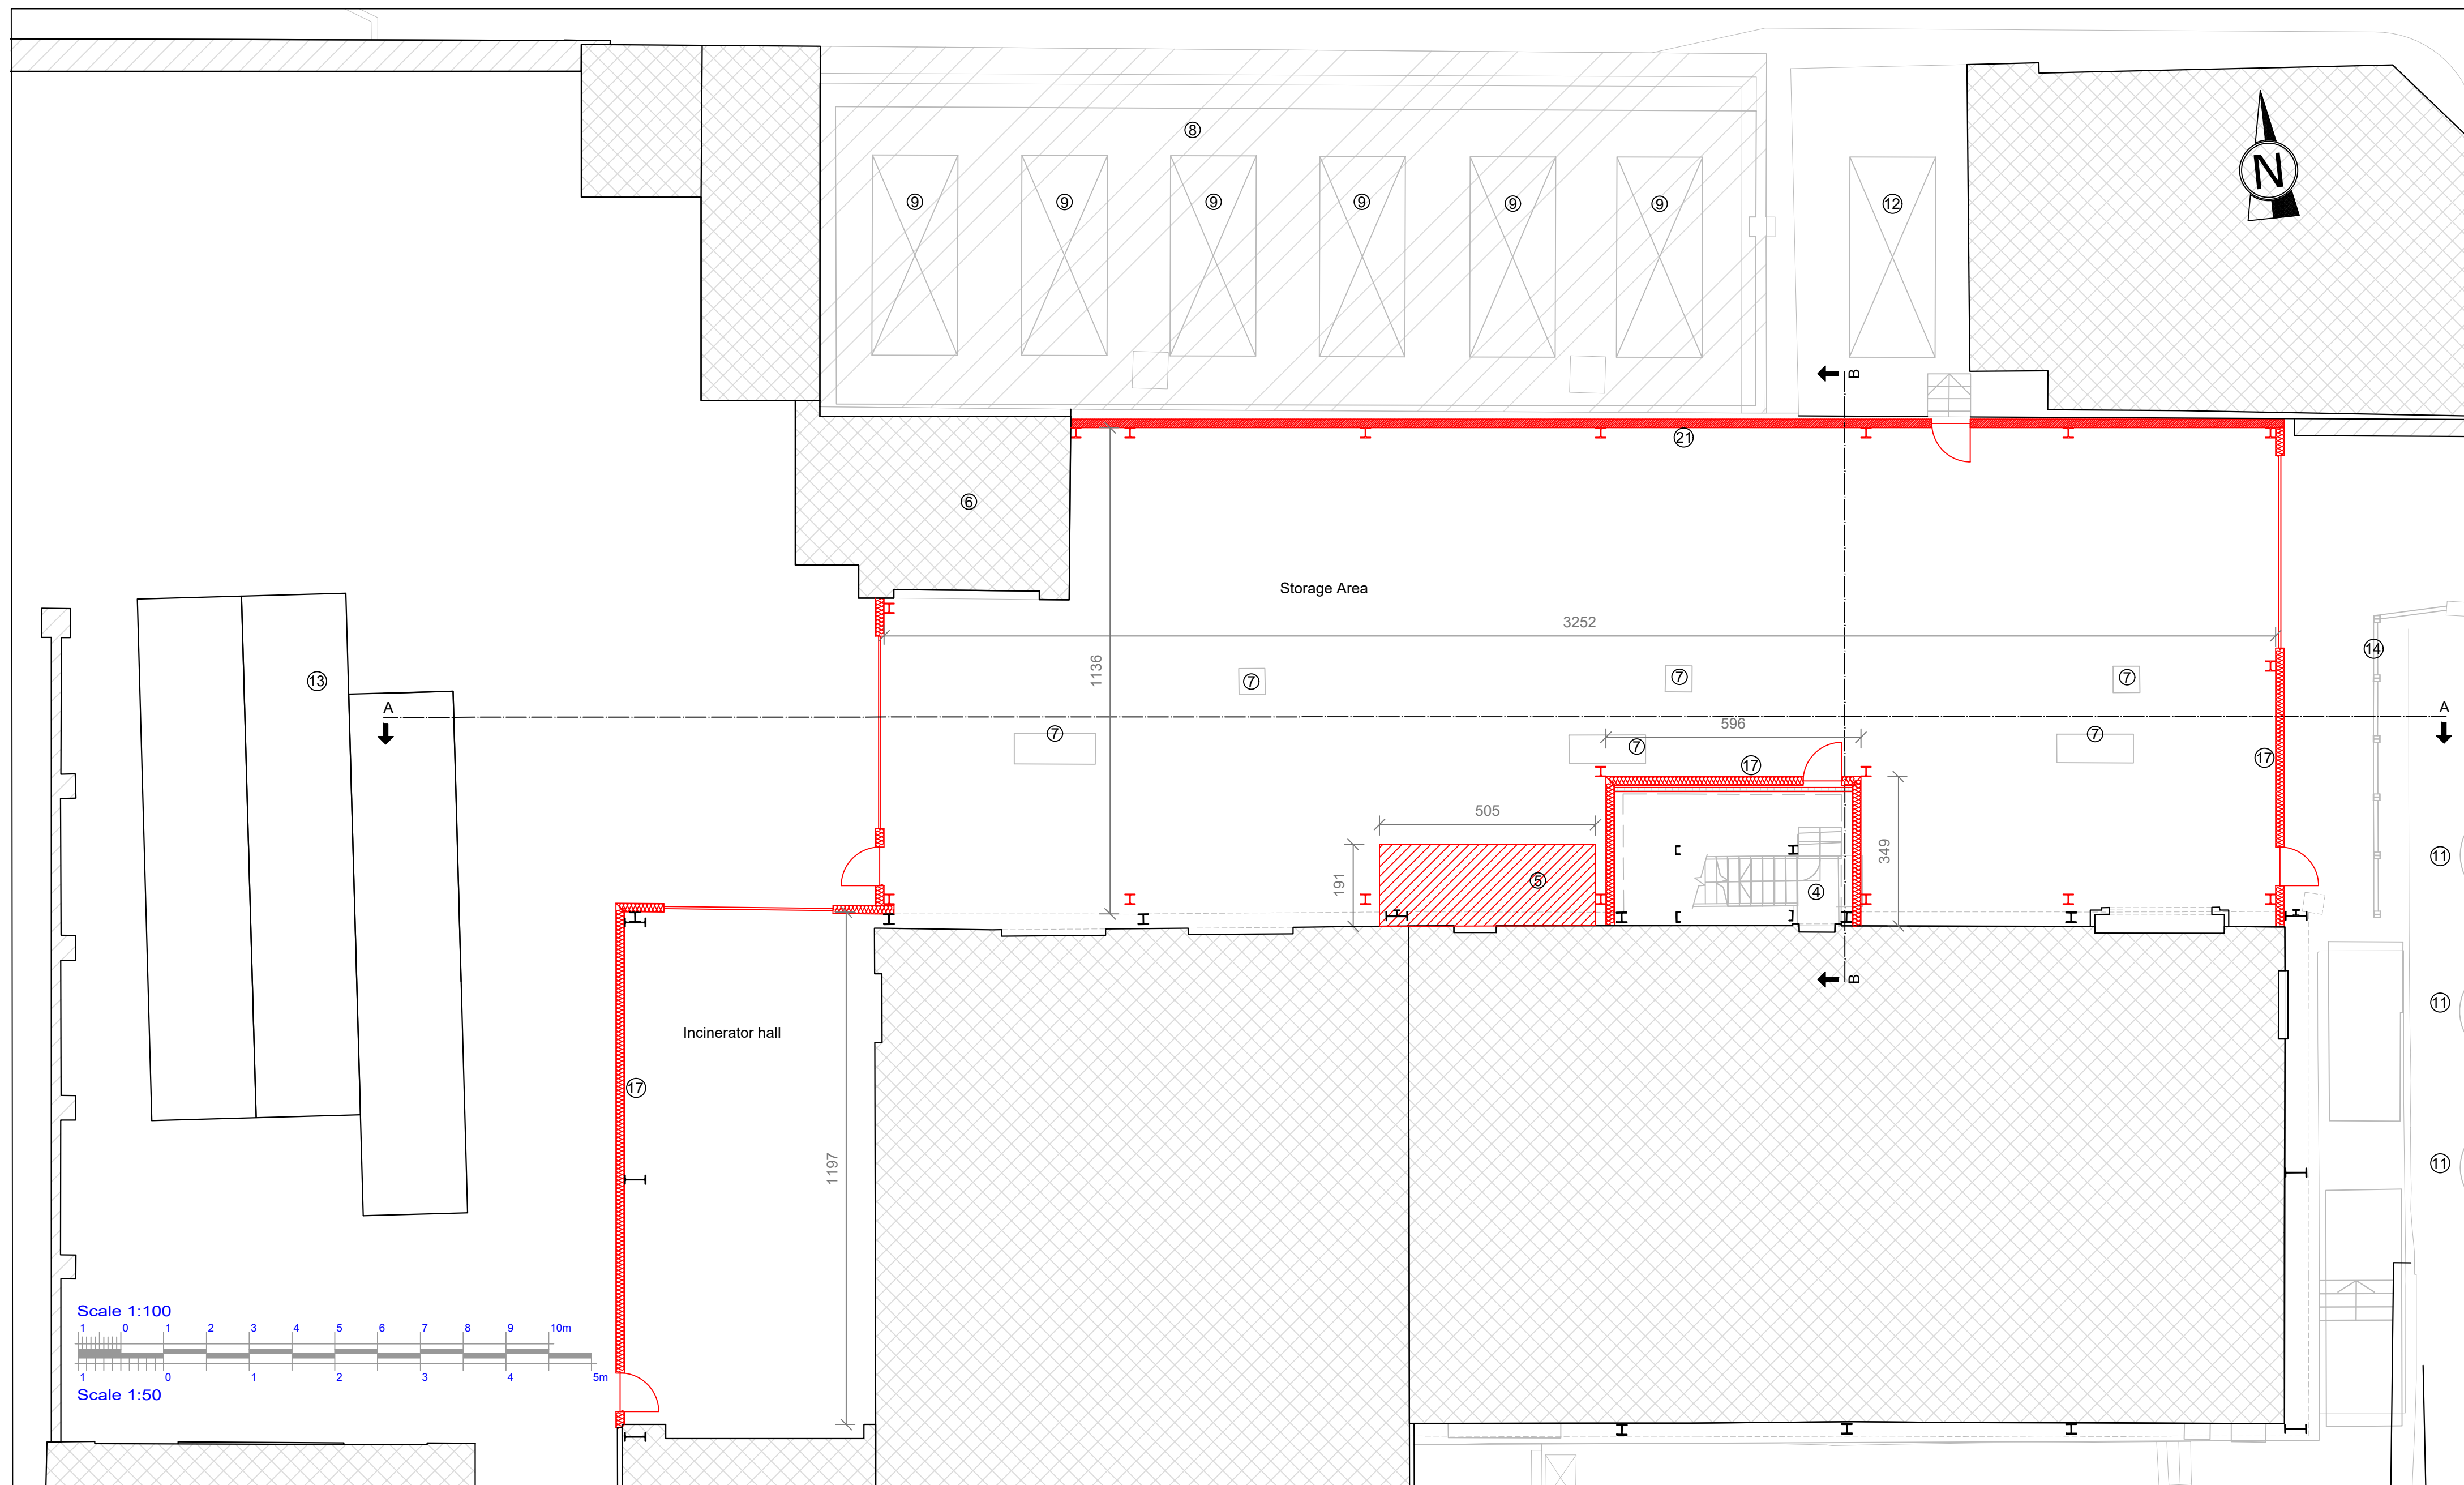 ⑧
⑨ ⑨ ⑨ ⑨ ⑨ ⑨ ⑫
N
B
㉑
⑥
Storage Area
3252
⑭
1136
⑦ ⑦ ⑦
⑬
A
A
596
⑦ ⑦ ⑦
⑰ ⑰
505
349
⑪
191
⑤
④
B
⑪
Incinerator hall
⑰
1197
⑪
Scale 1:100
1 0 1 2 3 4 5 6 7 8 9 10m
1 0 1 2 3 4 5m
Scale 1:50